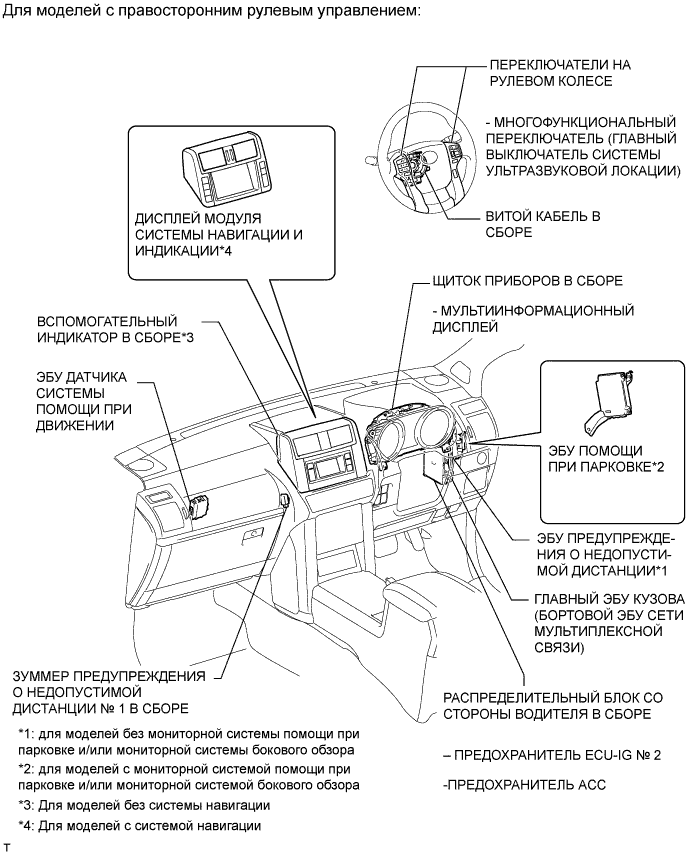 Для моделей с правосторонним рулевым управлением:
ПЕРЕКЛЮЧАТЕЛИ НА
РУЛЕВОМ КОЛЕСЕ
- МНОГОФУНКЦИОНАЛЬНЫЙ
ПЕРЕКЛЮЧАТЕЛЬ (ГЛАВНЫЙ
ВЫКЛЮЧАТЕЛЬ СИСТЕМЫ
УЛЬТРАЗВУКОВОЙ ЛОКАЦИИ)
ВИТОЙ КАБЕЛЬ В
СБОРЕ
ДИСПЛЕЙ МОДУЛЯ
СИСТЕМЫ НАВИГАЦИИ И
ИНДИКАЦИИ*4
ЩИТОК ПРИБОРОВ В СБОРЕ
- МУЛЬТИИНФОРМАЦИОННЫЙ
ДИСПЛЕЙ
ВСПОМОГАТЕЛЬНЫЙ
ИНДИКАТОР В СБОРЕ*3
ЭБУ ДАТЧИКА
СИСТЕМЫ
ПОМОЩИ ПРИ
ДВИЖЕНИИ
ЭБУ ПОМОЩИ
ПРИ ПАРКОВКЕ*2
ЭБУ ПРЕДУПРЕЖДЕ-
НИЯ О НЕДОПУСТИ-
МОЙ ДИСТАНЦИИ*1
ГЛАВНЫЙ ЭБУ КУЗОВА
(БОРТОВОЙ ЭБУ СЕТИ
МУЛЬТИПЛЕКСНОЙ
СВЯЗИ)
ЗУММЕР ПРЕДУПРЕЖДЕНИЯ
О НЕДОПУСТИМОЙ
ДИСТАНЦИИ № 1 В СБОРЕ
РАСПРЕДЕЛИТЕЛЬНЫЙ БЛОК СО
СТОРОНЫ ВОДИТЕЛЯ В СБОРЕ
– ПРЕДОХРАНИТЕЛЬ ECU-IG № 2
-ПРЕДОХРАНИТЕЛЬ ACC
*1: для моделей без мониторной системы помощи при
парковке и/или мониторной системы бокового обзора
*2: для моделей с мониторной системой помощи при
парковке и/или мониторной системой бокового обзора
*3: Для моделей без системы навигации
*4: Для моделей с системой навигации
T